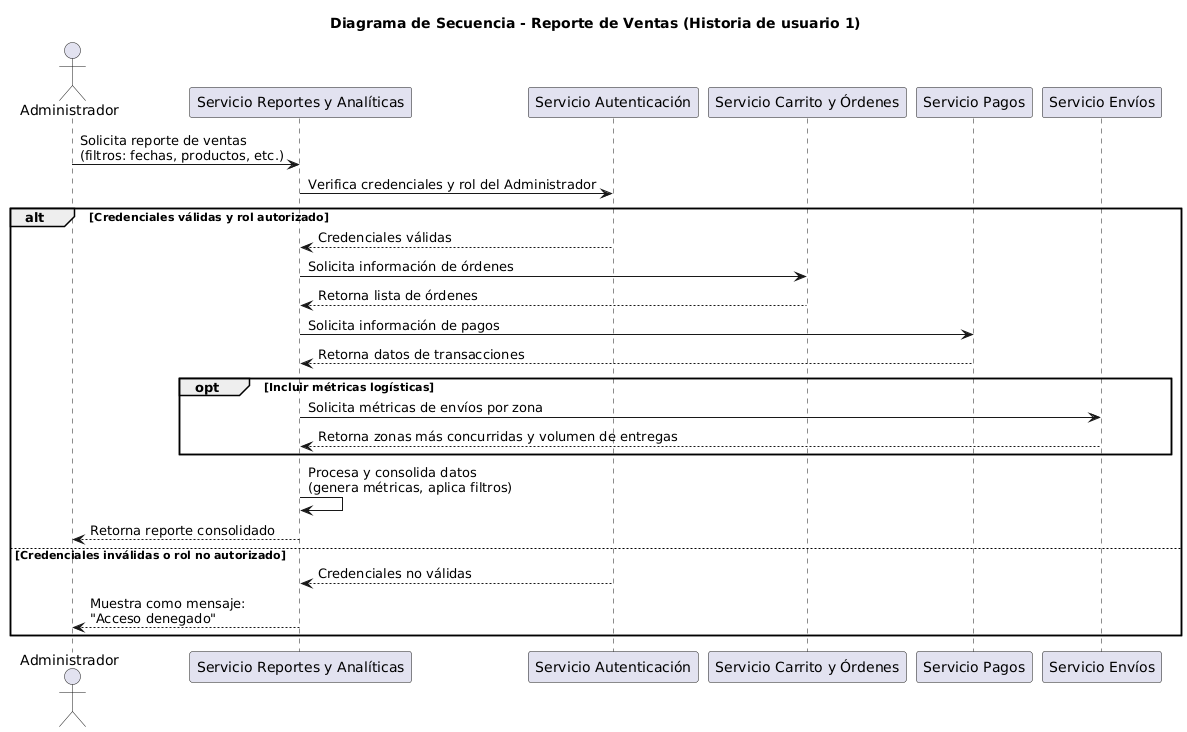 Diagrama de Secuencia - Reporte de Ventas (Historia de usuario 1)
Administrador
Servicio Reportes y Analíticas
Servicio Autenticación
Servicio Carrito y Órdenes
Servicio Pagos
Servicio Envíos
Solicita reporte de ventas
(filtros: fechas, productos, etc.)
Verifica credenciales y rol del Administrador
alt
[Credenciales válidas y rol autorizado]
Credenciales válidas
Solicita información de órdenes
Retorna lista de órdenes
Solicita información de pagos
Retorna datos de transacciones
opt
[Incluir métricas logísticas]
Solicita métricas de envíos por zona
Retorna zonas más concurridas y volumen de entregas
Procesa y consolida datos
(genera métricas, aplica filtros)
Retorna reporte consolidado
[Credenciales inválidas o rol no autorizado]
Credenciales no válidas
Muestra como mensaje:
"Acceso denegado"
Administrador
Servicio Reportes y Analíticas
Servicio Autenticación
Servicio Carrito y Órdenes
Servicio Pagos
Servicio Envíos